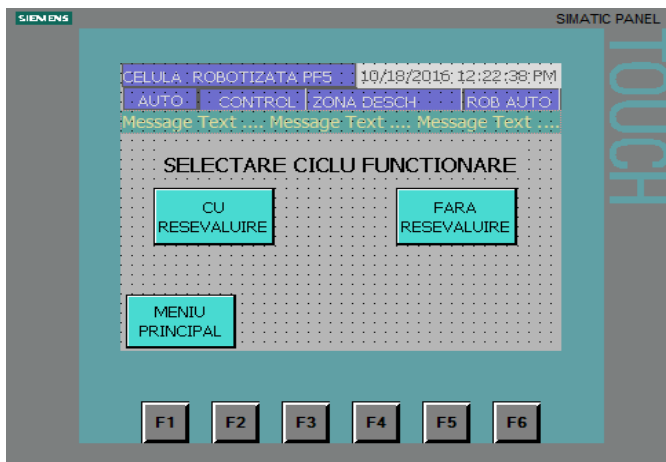 SIEMENS
SIMATIC PANEL
TOUCH
CELULA ROBOTIZATA PF5 10/18/2016 12:22:38 PM
AUTO CONTROL ZONA DESCH ROB AUTO
Message Text .... Message Text .... Message Text ....
SELECTARE CICLU FUNCTIONARE
CU
RESEVALUIRE
FARA
RESEVALUIRE
MENIU
PRINCIPAL
F1 F2 F3 F4 F5 F6